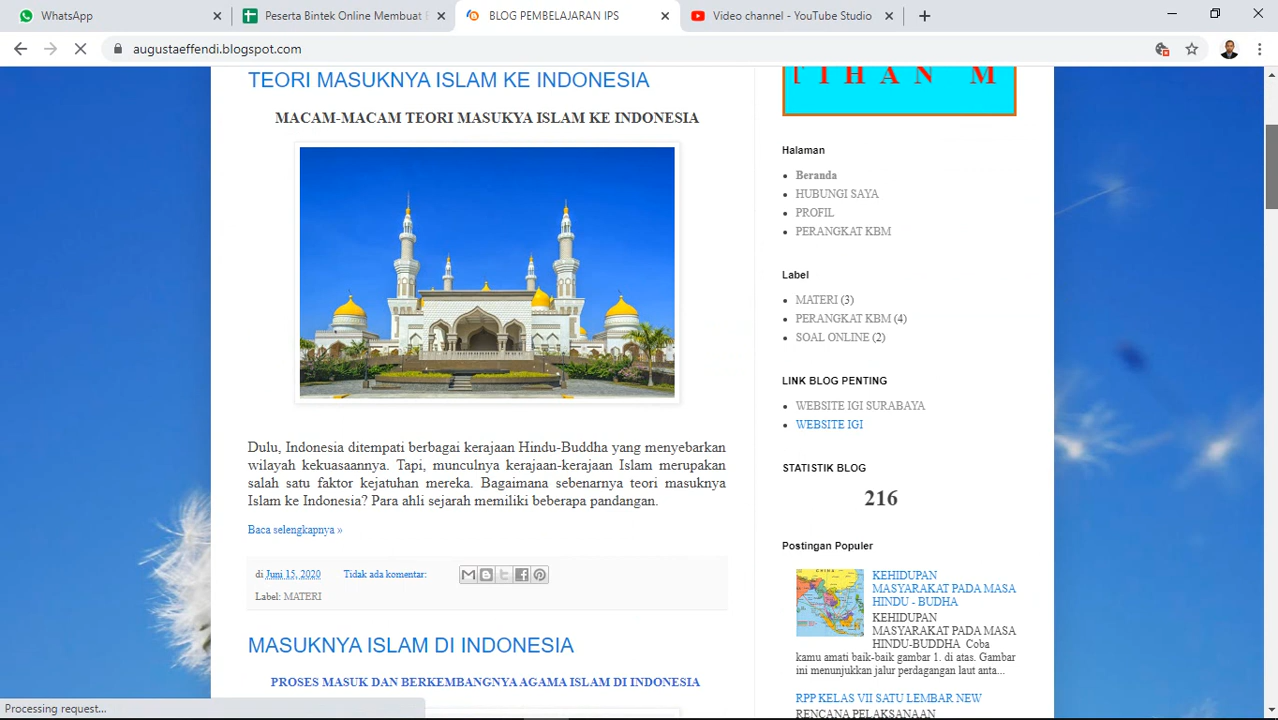 WhatsApp
Peserta Bintek Online Membuat E
BLOG PEMBELAJARAN IPS
Video channel - YouTube Studio
augustaeffendi.blogspot.com
TEORI MASUKNYA ISLAM KE INDONESIA
MACAM-MACAM TEORI MASUKYA ISLAM KE INDONESIA
Dulu, Indonesia ditempati berbagai kerajaan Hindu-Buddha yang menyebarkan
wilayah kekuasaannya. Tapi, munculnya kerajaan-kerajaan Islam merupakan
salah satu faktor kejatuhan mereka. Bagaimana sebenarnya teori masuknya
Islam ke Indonesia? Para ahli sejarah memiliki beberapa pandangan.
Baca selengkapnya »
di Juni 15, 2020 Tidak ada komentar:
Label: MATERI
MASUKNYA ISLAM DI INDONESIA
PROSES MASUK DAN BERKEMBANGNYA AGAMA ISLAM DI INDONESIA
I H A N M
Halaman
Beranda
HUBUNGI SAYA
PROFIL
PERANGKAT KBM
Label
MATERI (3)
PERANGKAT KBM (4)
SOAL ONLINE (2)
LINK BLOG PENTING
WEBSITE IGI SURABAYA
WEBSITE IGI
STATISTIK BLOG
216
Postingan Populer
CHINA
KEHIDUPAN
MASYARAKAT PADA MASA
HINDU - BUDHA
KEHIDUPAN
MASYARAKAT PADA MASA
HINDU-BUDDHA Coba
kamu amati baik-baik gambar 1. di atas. Gambar
ini menunjukkan jalur perdagangan laut anta...
RPP KELAS VII SATU LEMBAR NEW
RENCANA PELAKSANAAN
Processing request...